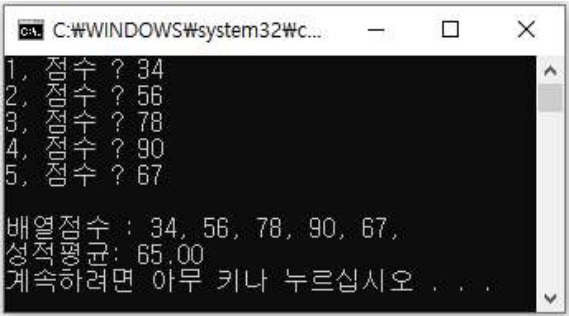 C:₩WINDOWS₩system32₩c...
1, 점수 ? 34
2, 점수 ? 56
3, 점수 ? 78
4, 점수 ? 90
5, 점수 ? 67
배열점수 : 34, 56, 78, 90, 67,
성적평균: 65.00
계속하려면 아무 키나 누르십시오 . . .